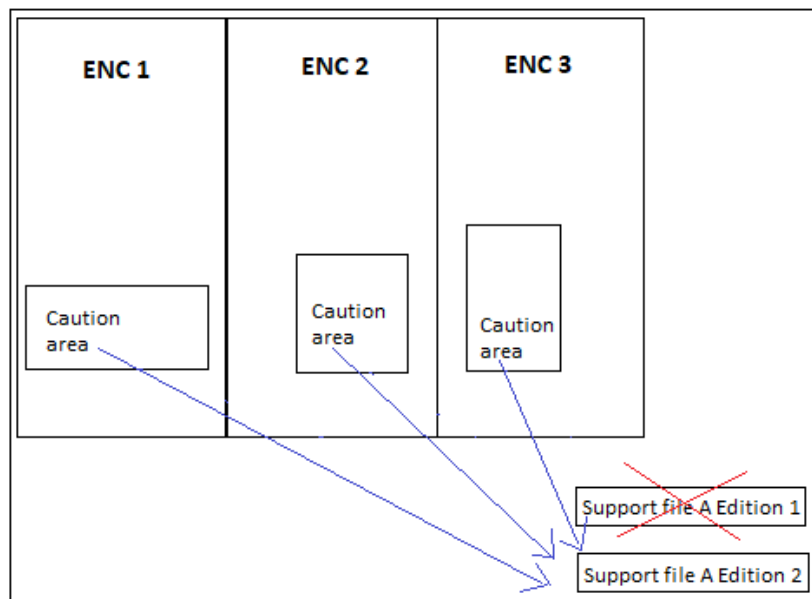 ENC 1
ENC 2
ENC 3
Caution
area
Caution
area
Caution
area
Support file A Edition 1
Support file A Edition 2